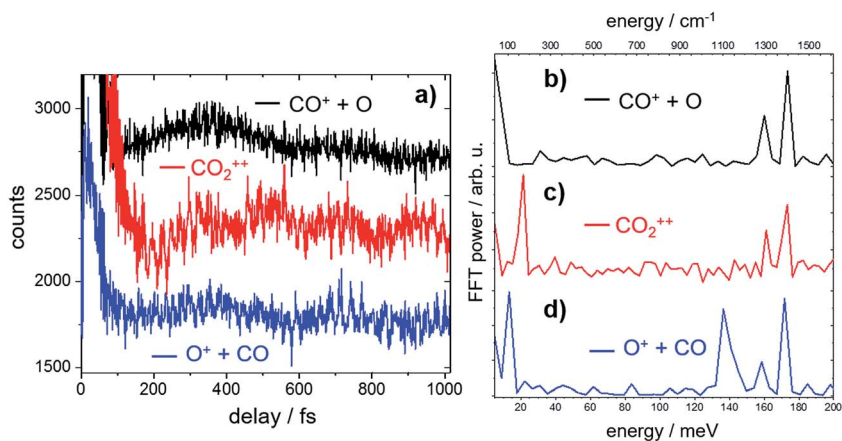 a)
CO⁺ + O
CO₂⁺⁺
O⁺ + CO
counts
3000
2500
2000
1500
0 200 400 600 800 1000
delay / fs
energy / cm⁻¹
100 300 500 700 900 1100 1300 1500
b)
CO⁺ + O
c)
CO₂⁺⁺
d)
O⁺ + CO
FFT power / arb. u.
20 40 60 80 100 120 140 160 180 200
energy / meV